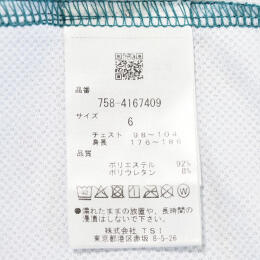 品番
758-4167409
サイズ
6
チェスト 98～104
身長 176～186
品質
ポリエステル 92%
ポリウレタン 8%
●濡れたままの放置や、長時間の
浸漬はしないで下さい。
株式会社 TSI
東京都港区赤坂 8-5-26